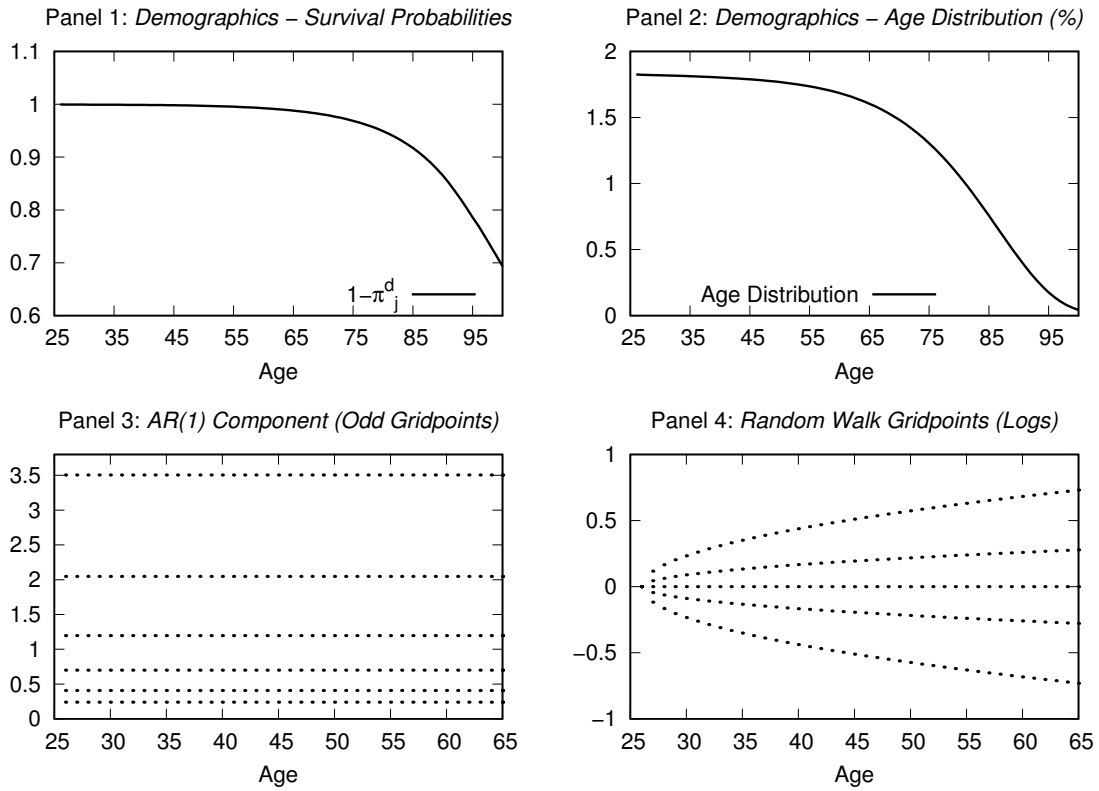 Panel 1: Demographics – Survival Probabilities
1.1
1
0.9
0.8
0.7
0.6
1−π^d_j
25 35 45 55 65 75 85 95
Age
Panel 2: Demographics – Age Distribution (%)
2
1.5
1
0.5
0
Age Distribution
25 35 45 55 65 75 85 95
Age
Panel 3: AR(1) Component (Odd Gridpoints)
3.5
3
2.5
2
1.5
1
0.5
0
25 30 35 40 45 50 55 60 65
Age
Panel 4: Random Walk Gridpoints (Logs)
1
0.5
0
−0.5
−1
25 30 35 40 45 50 55 60 65
Age